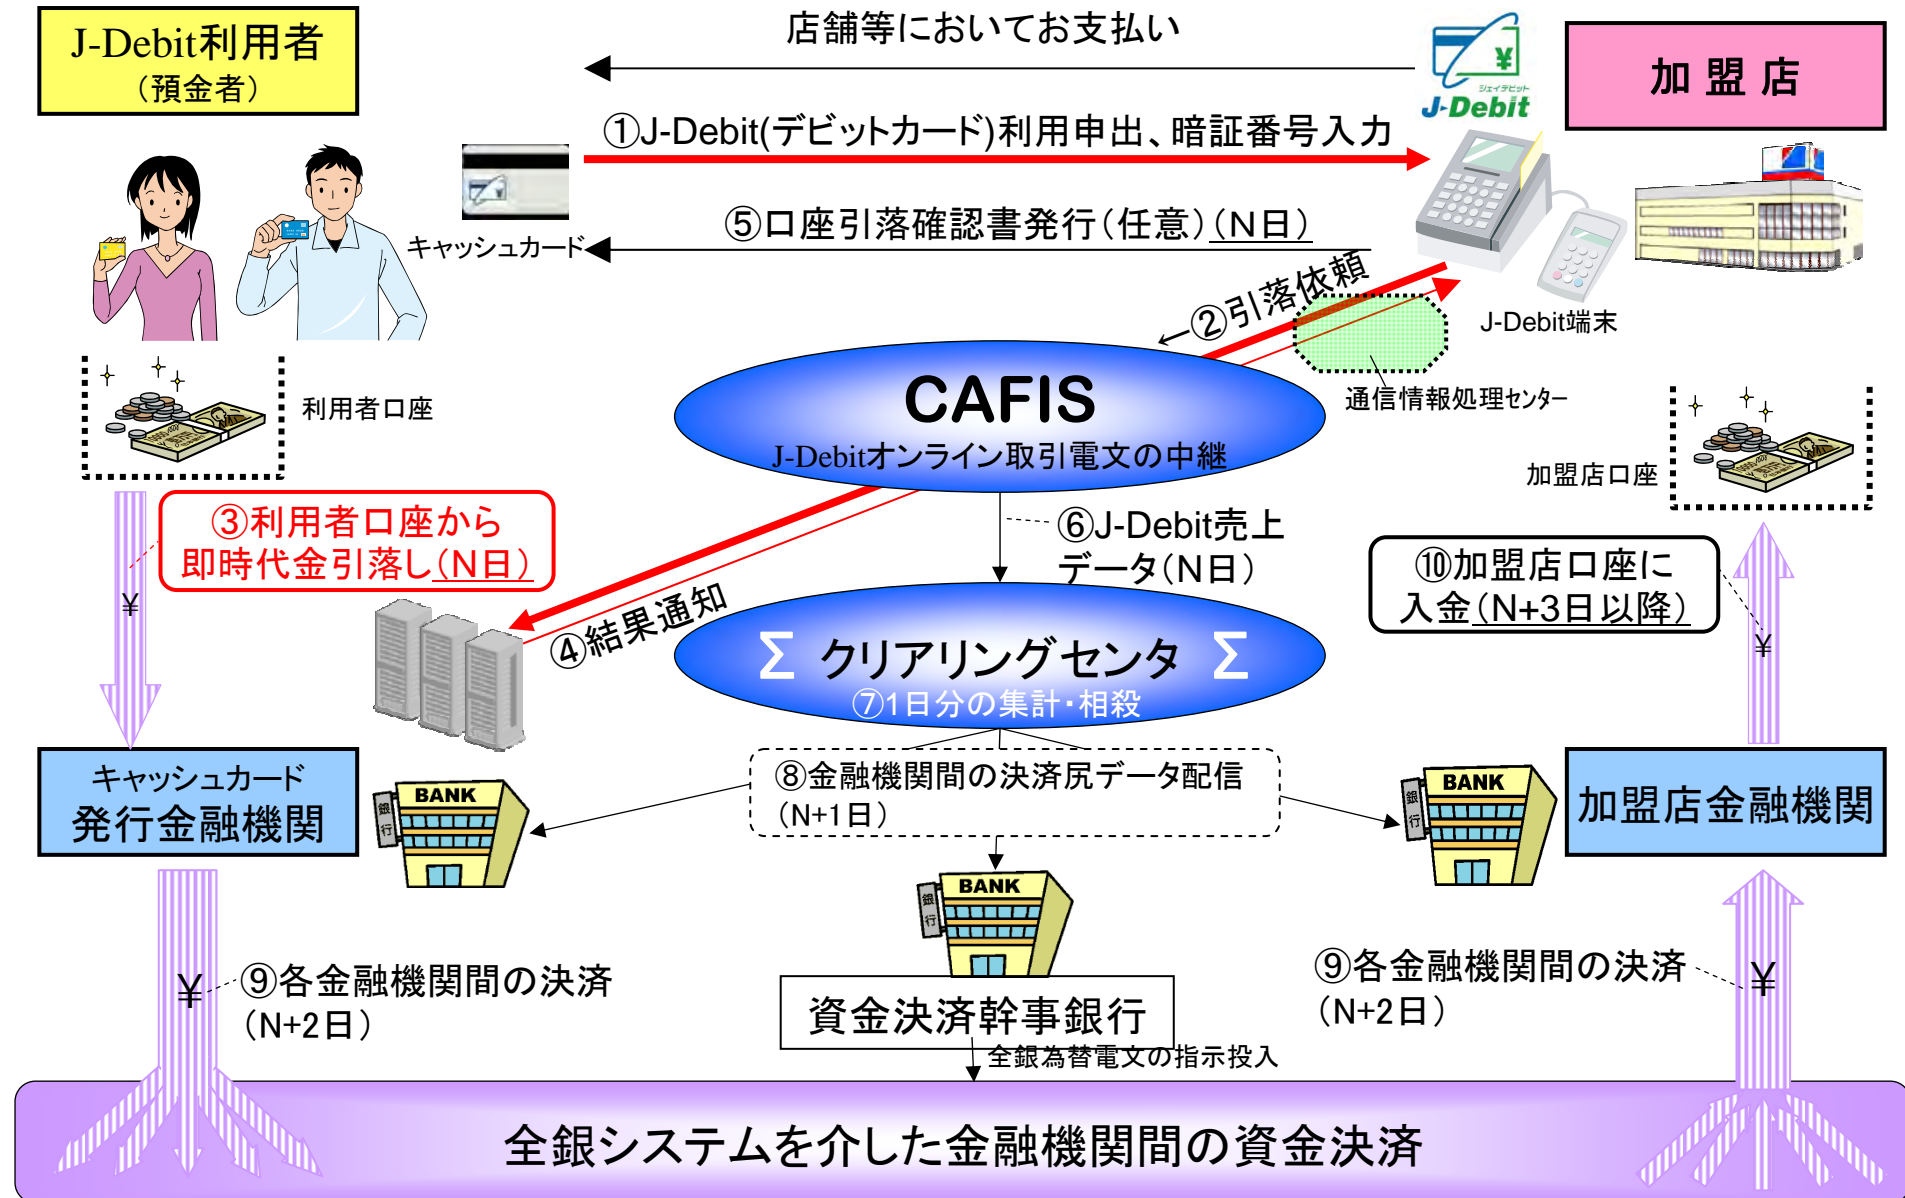 J-Debit利用者
（預金者）
店舗等においてお支払い
ジェイデビット
J-Debit
加 盟 店
①J-Debit(デビットカード)利用申出、暗証番号入力
キャッシュカード
⑤口座引落確認書発行（任意）（N日）
←②引落依頼
J-Debit端末
通信情報処理センター
利用者口座
CAFIS
J-Debitオンライン取引電文の中継
加盟店口座
③利用者口座から
即時代金引落し（N日）
¥
⑥J-Debit売上
データ（N日）
⑩加盟店口座に
入金（N+3日以降）
¥
④結果通知
Σ クリアリングセンタ Σ
⑦1日分の集計・相殺
キャッシュカード
発行金融機関
BANK
銀行
⑧金融機関間の決済尻データ配信
（N+1日）
BANK
銀行
加盟店金融機関
BANK
銀行
¥
⑨各金融機関間の決済
（N+2日）
資金決済幹事銀行
全銀為替電文の指示投入
⑨各金融機関間の決済
（N+2日）
¥
全銀システムを介した金融機関間の資金決済